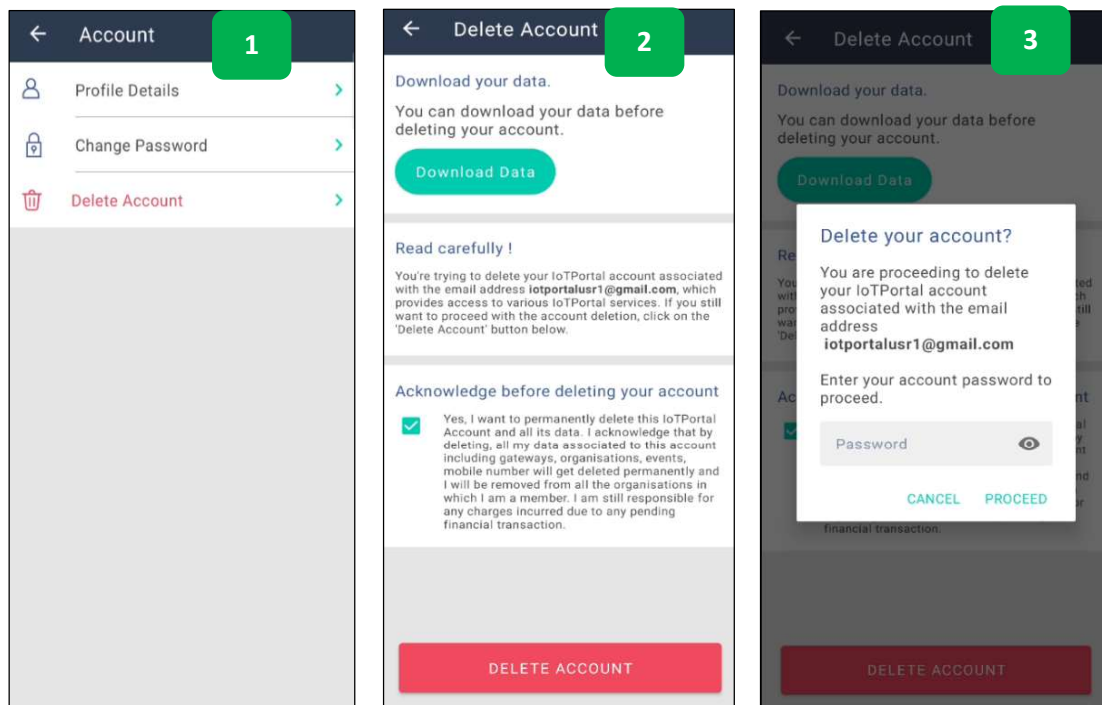 Account
1
Profile Details
Change Password
Delete Account
Delete Account
2
Download your data.
You can download your data before
deleting your account.
Download Data
Read carefully !
You're trying to delete your IoTPortal account associated
with the email address iotportalusr1@gmail.com, which
provides access to various IoTPortal services. If you still
want to proceed with the account deletion, click on the
'Delete Account' button below.
Acknowledge before deleting your account
Yes, I want to permanently delete this IoTPortal
Account and all its data. I acknowledge that by
deleting, all my data associated to this account
including gateways, organisations, events,
mobile number will get deleted permanently and
I will be removed from all the organisations in
which I am a member. I am still responsible for
any charges incurred due to any pending
financial transaction.
DELETE ACCOUNT
Delete Account
3
Download your data.
You can download your data before
deleting your account.
Download Data
Delete your account?
You are proceeding to delete
your IoTPortal account
associated with the email
address
iotportalusr1@gmail.com
Enter your account password to
proceed.
Password
CANCEL PROCEED
financial transaction.
DELETE ACCOUNT